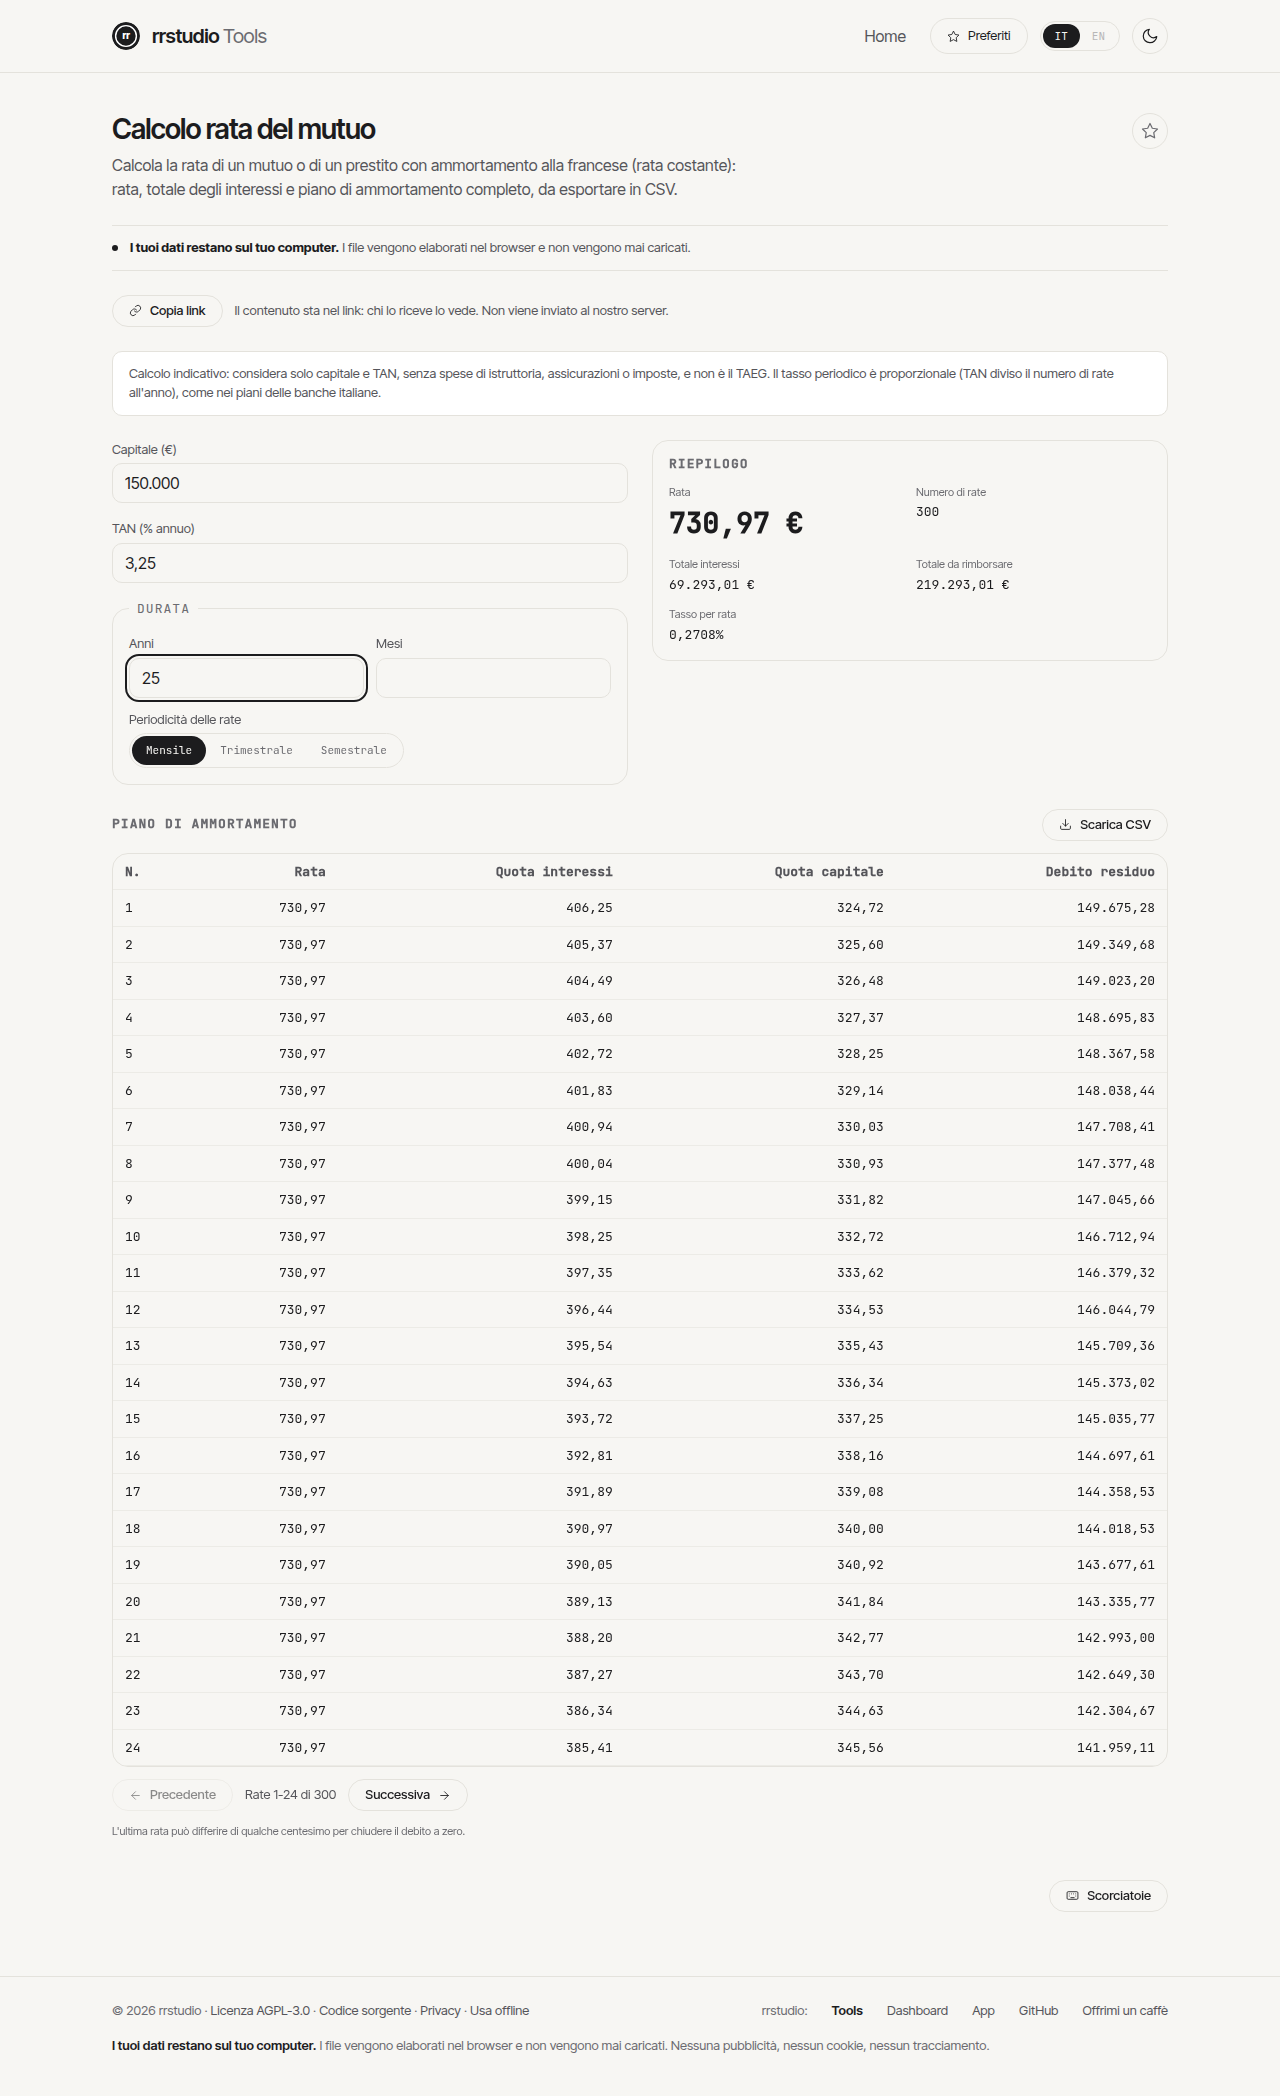 rr rrstudio Tools
Home
Preferiti
IT EN
Calcolo rata del mutuo
Calcola la rata di un mutuo o di un prestito con ammortamento alla francese (rata costante):
rata, totale degli interessi e piano di ammortamento completo, da esportare in CSV.
I tuoi dati restano sul tuo computer. I file vengono elaborati nel browser e non vengono mai caricati.
Copia link
Il contenuto sta nel link: chi lo riceve lo vede. Non viene inviato al nostro server.
Calcolo indicativo: considera solo capitale e TAN, senza spese di istruttoria, assicurazioni o imposte, e non è il TAEG. Il tasso periodico è proporzionale (TAN diviso il numero di rate
all'anno), come nei piani delle banche italiane.
Capitale (€)
150.000
TAN (% annuo)
3,25
DURATA
Anni Mesi
25
Periodicità delle rate
Mensile Trimestrale Semestrale
RIEPILOGO
Rata Numero di rate
730,97 € 300
Totale interessi Totale da rimborsare
69.293,01 € 219.293,01 €
Tasso per rata
0,2708%
PIANO DI AMMORTAMENTO
Scarica CSV
N. Rata Quota interessi Quota capitale Debito residuo
1 730,97 406,25 324,72 149.675,28
2 730,97 405,37 325,60 149.349,68
3 730,97 404,49 326,48 149.023,20
4 730,97 403,60 327,37 148.695,83
5 730,97 402,72 328,25 148.367,58
6 730,97 401,83 329,14 148.038,44
7 730,97 400,94 330,03 147.708,41
8 730,97 400,04 330,93 147.377,48
9 730,97 399,15 331,82 147.045,66
10 730,97 398,25 332,72 146.712,94
11 730,97 397,35 333,62 146.379,32
12 730,97 396,44 334,53 146.044,79
13 730,97 395,54 335,43 145.709,36
14 730,97 394,63 336,34 145.373,02
15 730,97 393,72 337,25 145.035,77
16 730,97 392,81 338,16 144.697,61
17 730,97 391,89 339,08 144.358,53
18 730,97 390,97 340,00 144.018,53
19 730,97 390,05 340,92 143.677,61
20 730,97 389,13 341,84 143.335,77
21 730,97 388,20 342,77 142.993,00
22 730,97 387,27 343,70 142.649,30
23 730,97 386,34 344,63 142.304,67
24 730,97 385,41 345,56 141.959,11
Precedente Rate 1-24 di 300 Successiva
L'ultima rata può differire di qualche centesimo per chiudere il debito a zero.
Scorciatoie
© 2026 rrstudio · Licenza AGPL-3.0 · Codice sorgente · Privacy · Usa offline
rrstudio: Tools Dashboard App GitHub Offrimi un caffè
I tuoi dati restano sul tuo computer. I file vengono elaborati nel browser e non vengono mai caricati. Nessuna pubblicità, nessun cookie, nessun tracciamento.